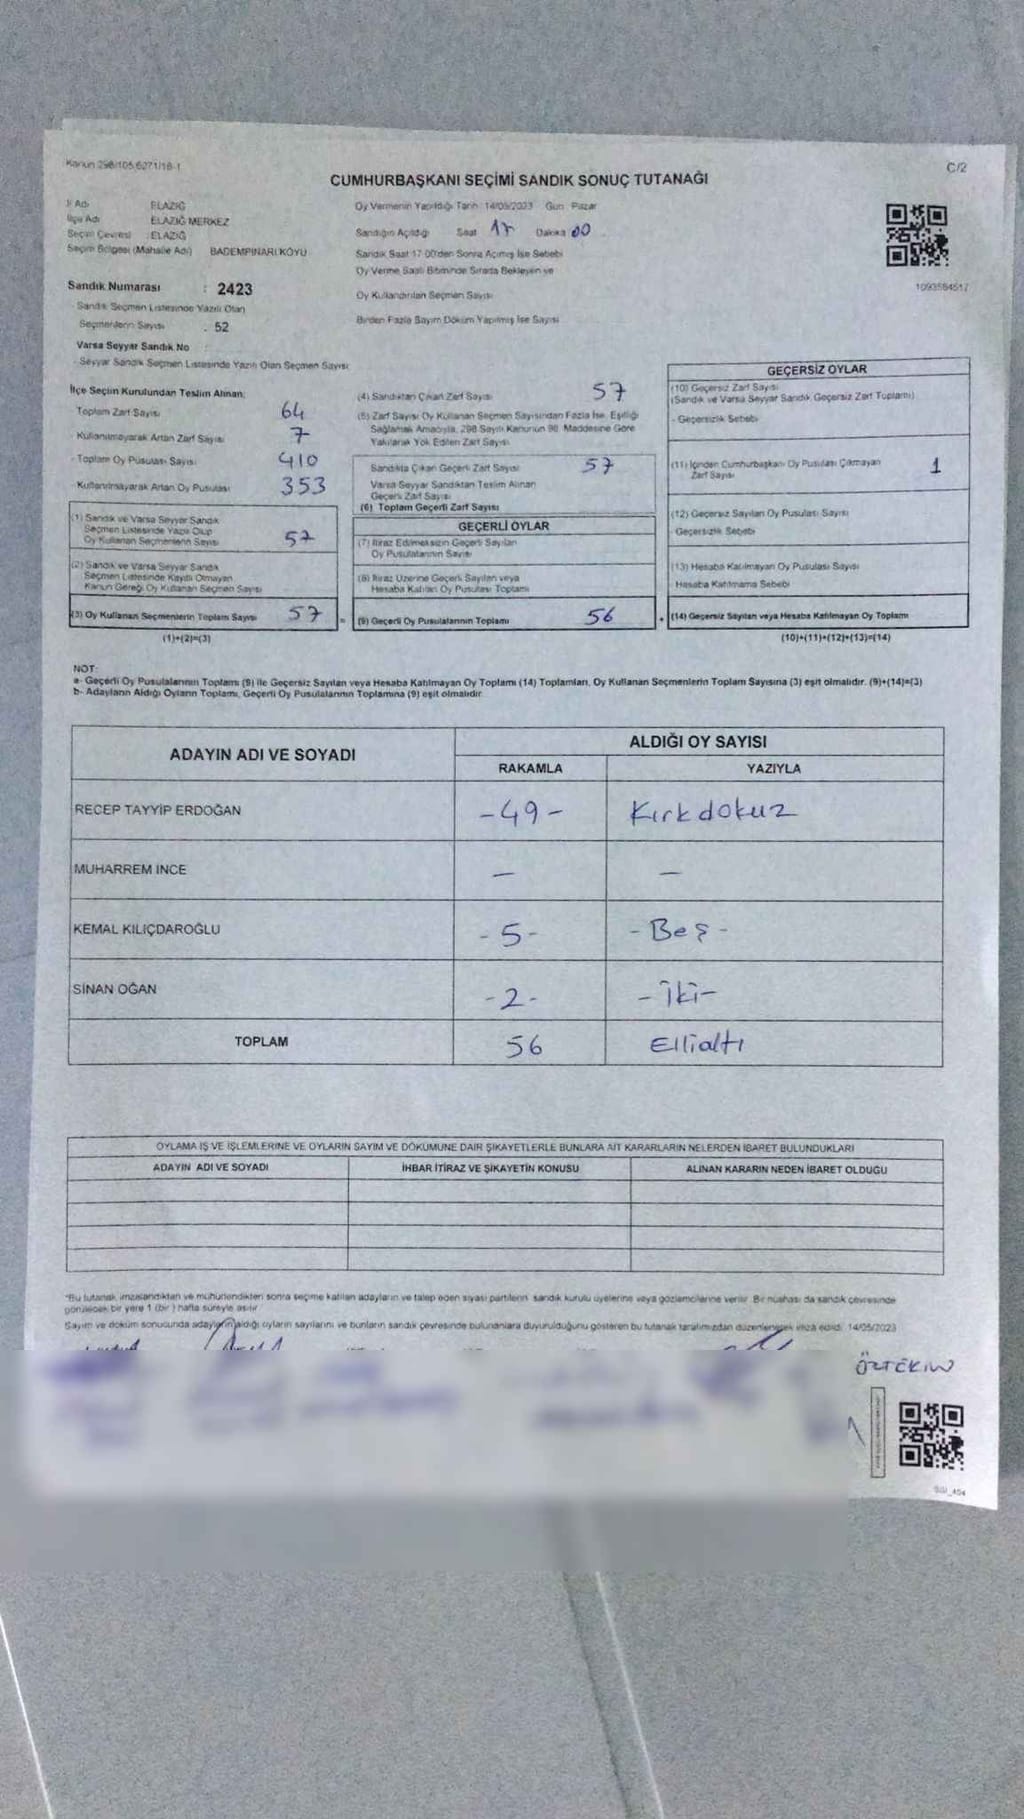 Kanun 298/105,6271/18-1
C/2
CUMHURBAŞKANI SEÇİMİ SANDIK SONUÇ TUTANAĞI
İl Adı : ELAZIĞ
İlçe Adı : ELAZIĞ MERKEZ
Seçim Çevresi : ELAZIĞ
Seçim Bölgesi (Mahalle Adı) BADEMPINARI KÖYÜ
Sandık Numarası : 2423
- Sandık Seçmen Listesinde Yazılı Olan
Seçmenlerin Sayısı : 52
Varsa Seyyar Sandık No
- Seyyar Sandık Seçmen Listesinde Yazılı Olan Seçmen Sayısı
Oy Vermenin Yapıldığı Tarih: 14/05/2023 Gün: Pazar
Sandığın Açıldığı Saat 17 Dakika 00
Sandık Saat 17:00'den Sonra Açılmış İse Sebebi
Oy Verme Saati Bitiminde Sırada Bekleyen ve
Oy Kullandırılan Seçmen Sayısı
Birden Fazla Sayım Döküm Yapılmış İse Sayısı
1093584517
İlçe Seçim Kurulundan Teslim Alınan;
Toplam Zarf Sayısı 64
- Kullanılmayarak Artan Zarf Sayısı 7
- Toplam Oy Pusulası Sayısı 410
Kullanılmayarak Artan Oy Pusulası 353
(1) Sandık ve Varsa Seyyar Sandık
Seçmen Listesinde Yazılı Olup
Oy Kullanan Seçmenlerin Sayısı 57
(2) Sandık ve Varsa Seyyar Sandık
Seçmen Listesinde Kayıtlı Olmayan
Kanun Gereği Oy Kullanan Seçmen Sayısı
(3) Oy Kullanan Seçmenlerin Toplam Sayısı 57
(1)+(2)=(3)
(4) Sandıktan Çıkan Zarf Sayısı 57
(5) Zarf Sayısı Oy Kullanan Seçmen Sayısından Fazla İse, Eşitliği
Sağlamak Amacıyla, 298 Sayılı Kanunun 98. Maddesine Göre
Yakılarak Yok Edilen Zarf Sayısı
Sandıkta Çıkan Geçerli Zarf Sayısı 57
Varsa Seyyar Sandıktan Teslim Alınan
Geçerli Zarf Sayısı
(6) Toplam Geçerli Zarf Sayısı
GEÇERLİ OYLAR
(7) İtiraz Edilmeksizin Geçerli Sayılan
Oy Pusulalarının Sayısı
(8) İtiraz Üzerine Geçerli Sayılan veya
Hesaba Katılan Oy Pusulası Toplamı
= (9) Geçerli Oy Pusulalarının Toplamı 56
GEÇERSİZ OYLAR
(10) Geçersiz Zarf Sayısı
(Sandık ve Varsa Seyyar Sandık Geçersiz Zarf Toplamı)
- Geçersizlik Sebebi
(11) İçinden Cumhurbaşkanı Oy Pusulası Çıkmayan
Zarf Sayısı 1
(12) Geçersiz Sayılan Oy Pusulası Sayısı
- Geçersizlik Sebebi
(13) Hesaba Katılmayan Oy Pusulası Sayısı
- Hesaba Katılmama Sebebi
+ (14) Geçersiz Sayılan veya Hesaba Katılmayan Oy Toplamı
(10)+(11)+(12)+(13)=(14)
NOT:
a- Geçerli Oy Pusulalarının Toplamı (9) ile Geçersiz Sayılan veya Hesaba Katılmayan Oy Toplamı (14) Toplamları, Oy Kullanan Seçmenlerin Toplam Sayısına (3) eşit olmalıdır. (9)+(14)=(3)
b- Adayların Aldığı Oyların Toplamı, Geçerli Oy Pusulalarının Toplamına (9) eşit olmalıdır.
ADAYIN ADI VE SOYADI
ALDIĞI OY SAYISI
RAKAMLA YAZIYLA
RECEP TAYYİP ERDOĞAN -49- Kırkdokuz
MUHARREM İNCE - -
KEMAL KILIÇDAROĞLU -5- -Beş-
SİNAN OĞAN -2- -İki-
TOPLAM 56 Ellialtı
OYLAMA İŞ VE İŞLEMLERİNE VE OYLARIN SAYIM VE DÖKÜMÜNE DAİR ŞİKAYETLERLE BUNLARA AİT KARARLARIN NELERDEN İBARET BULUNDUKLARI
ADAYIN ADI VE SOYADI İHBAR İTİRAZ VE ŞİKAYETİN KONUSU ALINAN KARARIN NEDEN İBARET OLDUĞU
*Bu tutanak, imzalandıktan ve mühürlendikten sonra seçime katılan adayların ve talep eden siyasi partilerin sandık kurulu üyelerine veya gözlemcilerine verilir. Bir nüshası da sandık çevresinde
görülecek bir yere 1 (bir) hafta süreyle asılır
Sayım ve döküm sonucunda adayların aldığı oyların sayılarını ve bunların sandık çevresinde bulunanlara duyurulduğunu gösteren bu tutanak tarafımızdan düzenlenerek imza edildi. 14/05/2023
ÖZTEKİN